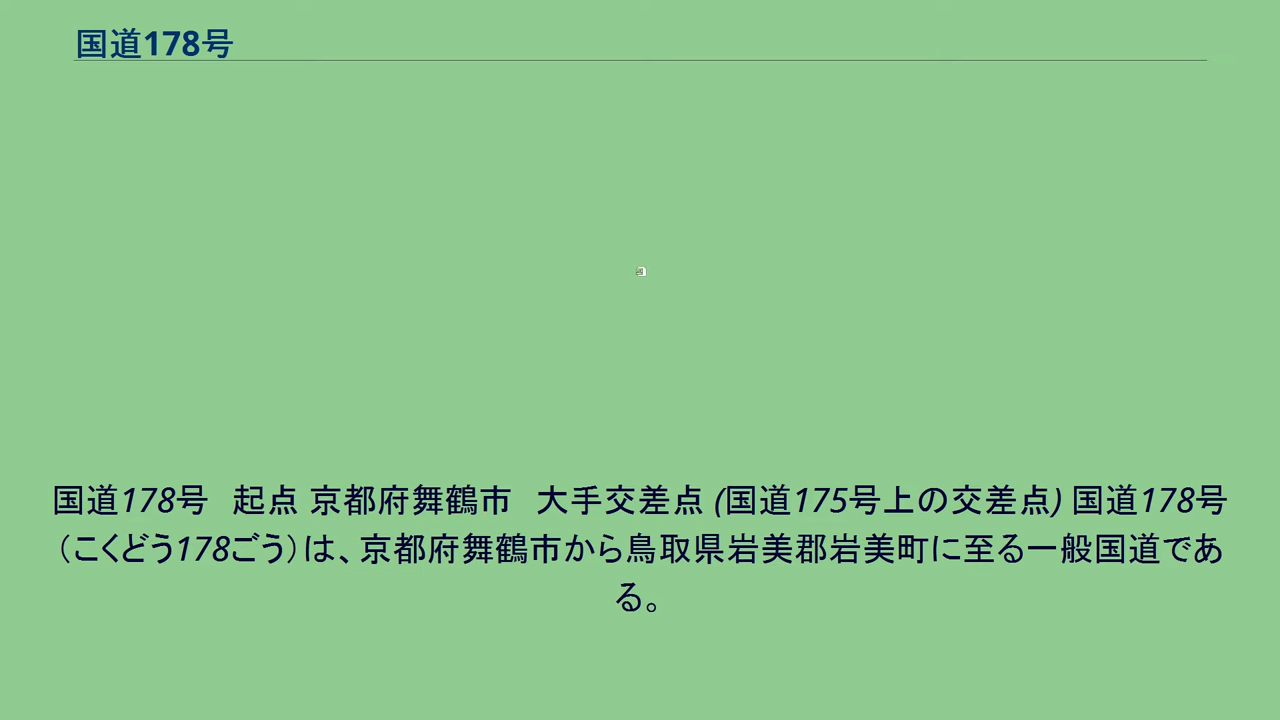 国道178号
国道178号　起点 京都府舞鶴市　大手交差点 (国道175号上の交差点) 国道178号
（こくどう178ごう）は、京都府舞鶴市から鳥取県岩美郡岩美町に至る一般国道であ
る。